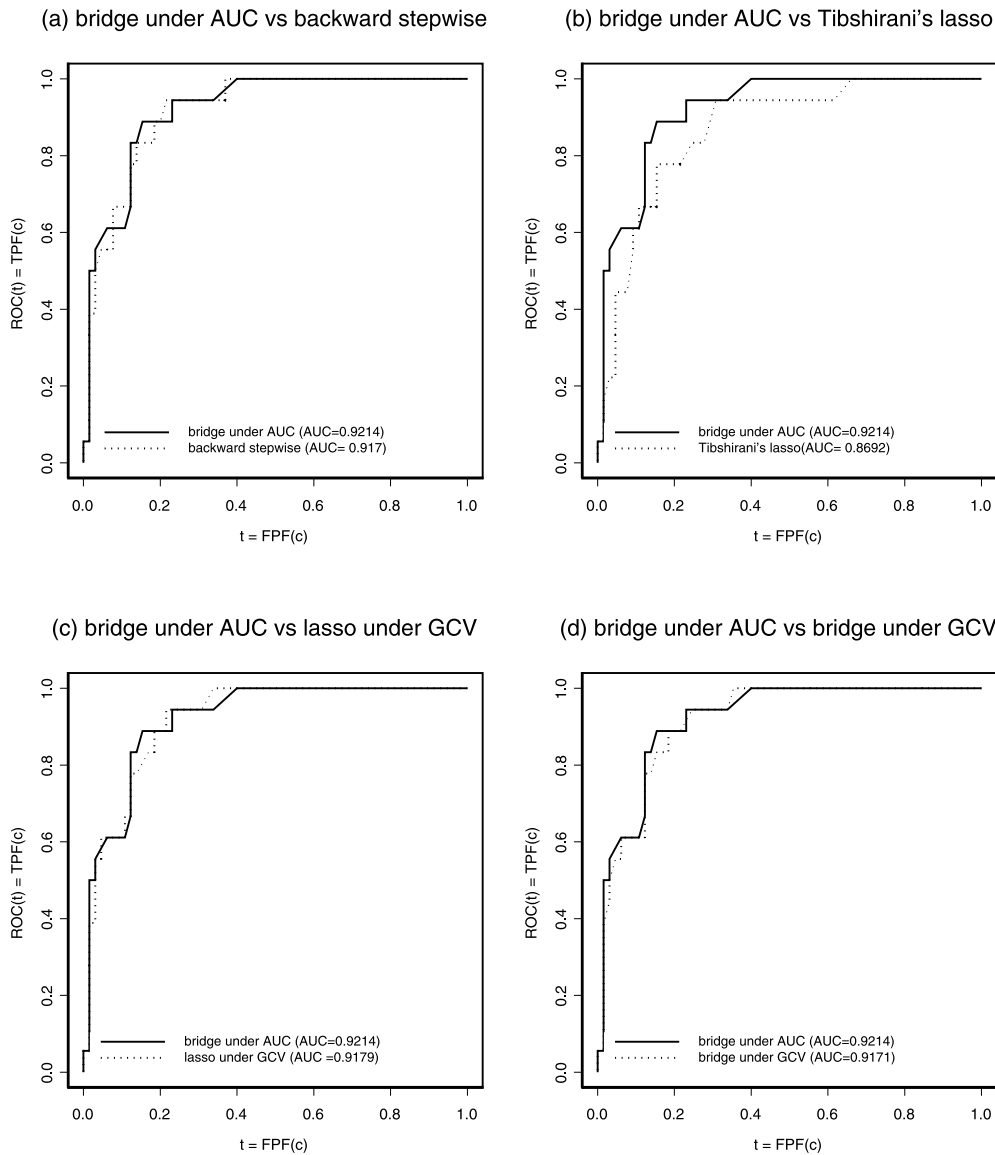 (a) bridge under AUC vs backward stepwise
ROC(t) = TPF(c)
1.0
0.8
0.6
0.4
0.2
0.0
bridge under AUC (AUC=0.9214)
backward stepwise (AUC= 0.917)
0.0 0.2 0.4 0.6 0.8 1.0
t = FPF(c)
(b) bridge under AUC vs Tibshirani's lasso
ROC(t) = TPF(c)
1.0
0.8
0.6
0.4
0.2
0.0
bridge under AUC (AUC=0.9214)
Tibshirani's lasso(AUC= 0.8692)
0.0 0.2 0.4 0.6 0.8 1.0
t = FPF(c)
(c) bridge under AUC vs lasso under GCV
ROC(t) = TPF(c)
1.0
0.8
0.6
0.4
0.2
0.0
bridge under AUC (AUC=0.9214)
lasso under GCV (AUC =0.9179)
0.0 0.2 0.4 0.6 0.8 1.0
t = FPF(c)
(d) bridge under AUC vs bridge under GCV
ROC(t) = TPF(c)
1.0
0.8
0.6
0.4
0.2
0.0
bridge under AUC (AUC=0.9214)
bridge under GCV (AUC=0.9171)
0.0 0.2 0.4 0.6 0.8 1.0
t = FPF(c)